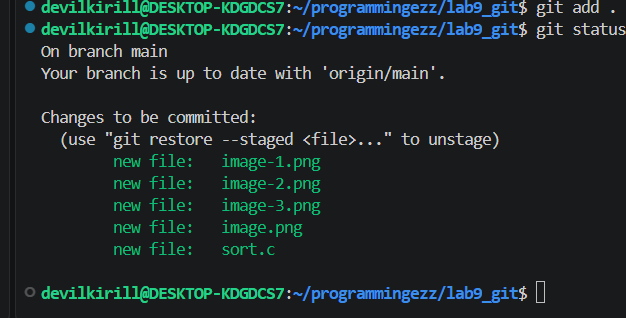 devilkirill@DESKTOP-KDGDCS7:~/programmingezz/lab9_git$ git add .
devilkirill@DESKTOP-KDGDCS7:~/programmingezz/lab9_git$ git status
On branch main
Your branch is up to date with 'origin/main'.
Changes to be committed:
  (use "git restore --staged <file>..." to unstage)
        new file:   image-1.png
        new file:   image-2.png
        new file:   image-3.png
        new file:   image.png
        new file:   sort.c
devilkirill@DESKTOP-KDGDCS7:~/programmingezz/lab9_git$